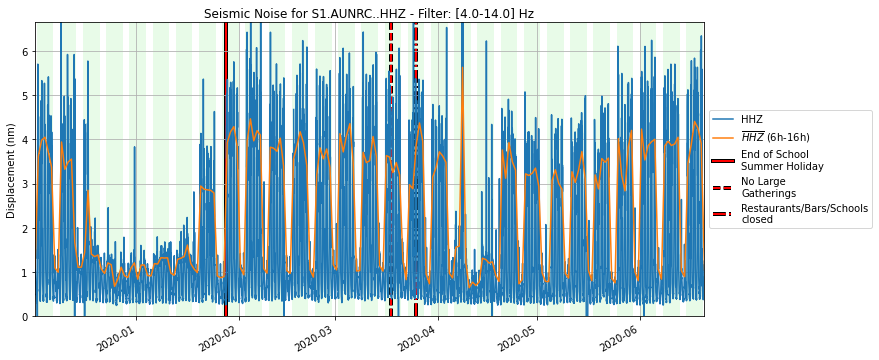 Seismic Noise for S1.AUNRC..HHZ - Filter: [4.0-14.0] Hz
Displacement (nm)
6
5
4
3
2
1
0
2020-01
2020-02
2020-03
2020-04
2020-05
2020-06
HHZ
HHZ (6h-16h)
End of School
Summer Holiday
No Large
Gatherings
Restaurants/Bars/Schools
closed